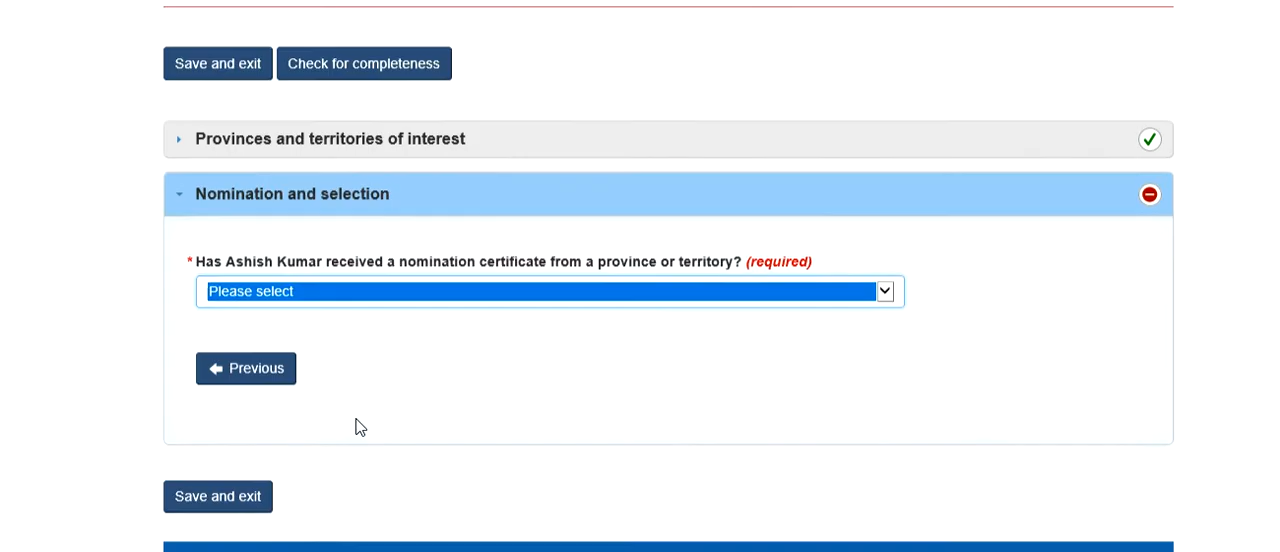 Save and exit
Check for completeness
Provinces and territories of interest
Nomination and selection
* Has Ashish Kumar received a nomination certificate from a province or territory? (required)
Please select
Previous
Save and exit